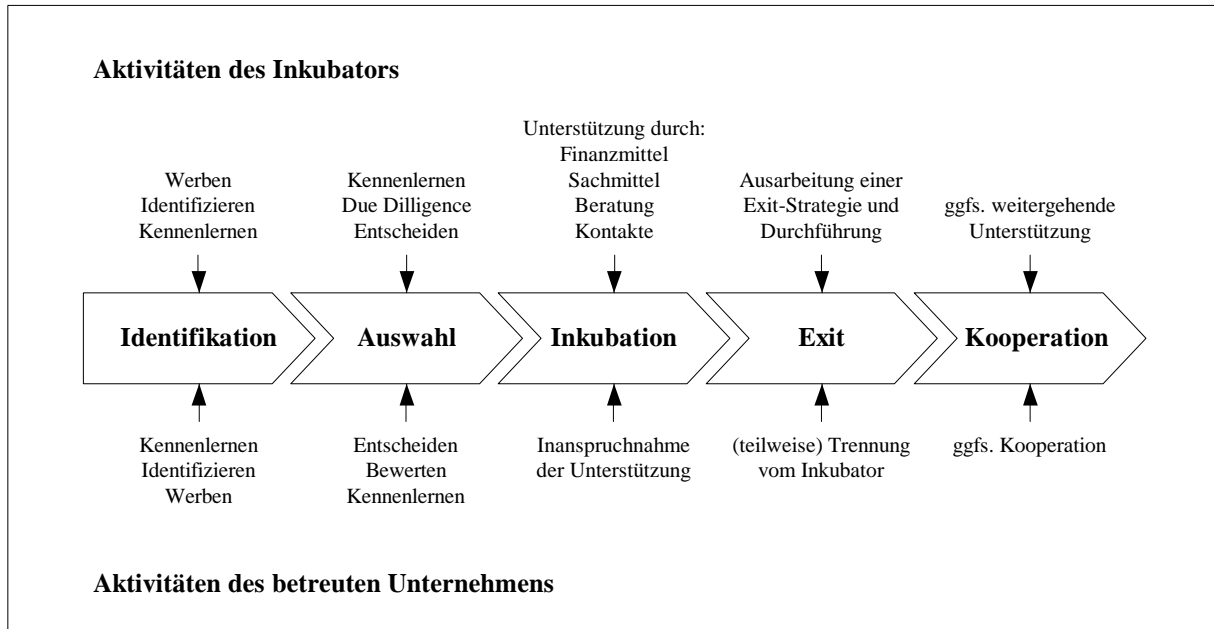 Aktivitäten des Inkubators
Werben
Identifizieren
Kennenlernen
Kennenlernen
Due Dilligence
Entscheiden
Unterstützung durch:
Finanzmittel
Sachmittel
Beratung
Kontakte
Ausarbeitung einer
Exit-Strategie und
Durchführung
ggfs. weitergehende
Unterstützung
Identifikation
Auswahl
Inkubation
Exit
Kooperation
Kennenlernen
Identifizieren
Werben
Entscheiden
Bewerten
Kennenlernen
Inanspruchnahme
der Unterstützung
(teilweise) Trennung
vom Inkubator
ggfs. Kooperation
Aktivitäten des betreuten Unternehmens